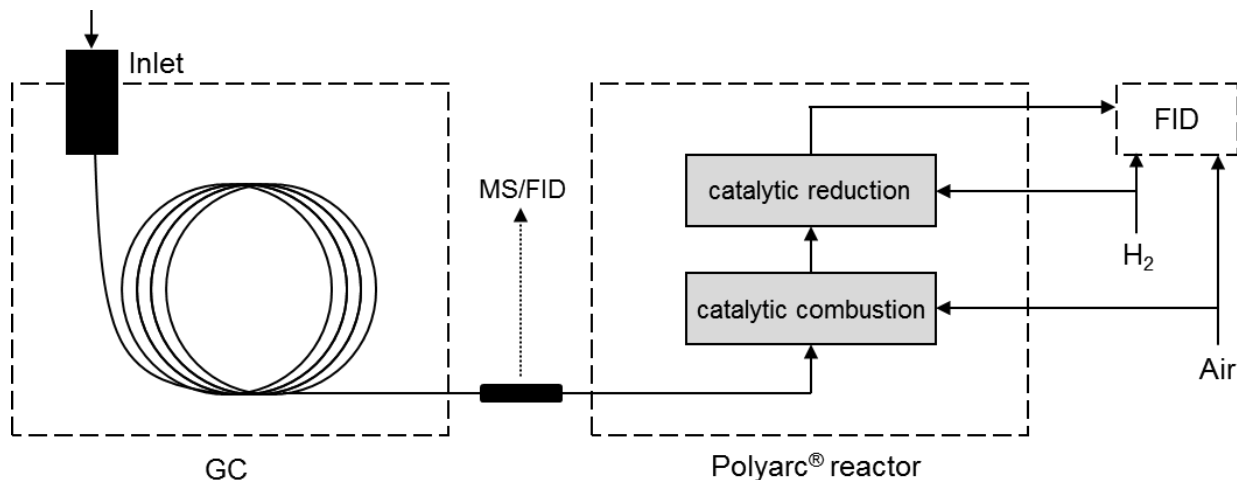 Inlet
FID
MS/FID
catalytic reduction
H₂
catalytic combustion
Air
GC
Polyarc® reactor